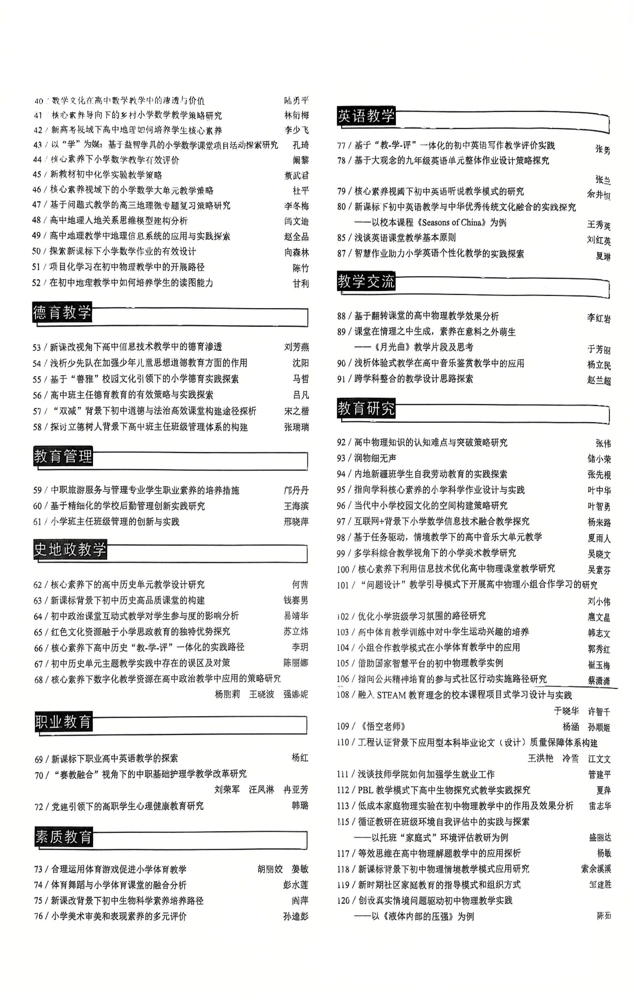 40 / 数学文化在高中数学教学中的渗透与价值 陆勇平
41 / 核心素养导向下的乡村小学数学教学策略研究 林衍梅
42 / 新高考视域下高中地理如何培养学生核心素养 李少飞
43 / 以“学”为媒：基于益智学具的小学数学课堂项目活动探索研究 孔琦
44 / 核心素养下小学数学教学有效评价 阚黎
45 / 新教材初中化学实验教学策略 武君
46 / 核心素养视域下的小学数学大单元教学策略 杜平
47 / 基于问题式教学的高三地理微专题复习策略研究 李冬梅
48 / 高中地理人地关系思维模型建构分析 闫文迪
49 / 高中地理教学中地理信息系统的应用与实践探索 赵全品
50 / 探索新课标下小学数学作业的有效设计 向森林
51 / 项目化学习在初中物理教学中的开展路径 陈竹
52 / 在初中地理教学中如何培养学生的读图能力 甘利
德育教学
53 / 新课改视角下高中信息技术教学中的德育渗透 刘芳燕
54 / 浅析少先队在加强少年儿童思想道德教育方面的作用 沈阳
55 / 基于“善雅”校园文化引领下的小学德育实践探索 马哲
56 / 高中班主任德育教育的有效策略与实践探索 吕凡
57 / “双减”背景下初中道德与法治高效课堂构建途径探析 宋之楷
58 / 探讨立德树人背景下高中班主任班级管理体系的构建 张瑞瑞
教育管理
59 / 中职旅游服务与管理专业学生职业素养的培养措施 邝丹丹
60 / 基于精细化的学校后勤管理创新实践研究 王海滨
61 / 小学班主任班级管理的创新与实践 邢晓萍
史地政教学
62 / 核心素养下的高中历史单元教学设计研究 何茜
63 / 新课标背景下初中历史高品质课堂的构建 钱赛男
64 / 初中政治课堂互动式教学对学生参与度的影响分析 易靖华
65 / 红色文化资源融于小学思政教育的独特优势探究 苏立炜
66 / 核心素养下高中历史“教-学-评”一体化的实践路径 李玥
67 / 初中历史单元主题教学实践中存在的误区及对策 陈丽娜
68 / 核心素养下数字化教学资源在高中政治教学中应用的策略研究
杨丽莉 王晓波 强娜妮
职业教育
69 / 新课标下职业高中英语教学的探索 杨红
70 / “赛教融合”视角下的中职基础护理学教学改革研究
刘荣军 汪凤淋 冉亚芳
72 / 党建引领下的高职学生心理健康教育研究 韩璐
素质教育
73 / 合理运用体育游戏促进小学体育教学 胡丽姣 姜敏
74 / 体育舞蹈与小学体育课堂的融合分析 彭水莲
75 / 新课改背景下初中生物科学素养培养路径 阎萍
76 / 小学美术审美和表现素养的多元评价 孙逵彭
英语教学
77 / 基于“教-学-评”一体化的初中英语写作教学评价实践 张勇
78 / 基于大观念的九年级英语单元整体作业设计策略探究
张兰
79 / 核心素养视阈下初中英语听说教学模式的研究 余井恒
80 / 新课标下初中英语教学与中华优秀传统文化融合的实践探究
——以校本课程《Seasons of China》为例 王秀英
85 / 浅谈英语课堂教学基本原则 刘红英
87 / 智慧作业助力小学英语个性化教学的实践探索 夏琳
教学交流
88 / 基于翻转课堂的高中物理教学效果分析 李红岩
89 / 课堂在情理之中生成，素养在意料之外萌生
——《月光曲》教学片段及思考 于芳丽
90 / 浅析体验式教学在高中音乐鉴赏教学中的应用 杨立民
91 / 跨学科整合的教学设计思路探索 赵兰超
教育研究
92 / 高中物理知识的认知难点与突破策略研究 张伟
93 / 润物细无声 储小荣
94 / 内地新疆班学生自我劳动教育的实践探索 张先根
95 / 指向学科核心素养的小学科学作业设计与实践 叶中华
96 / 当代中小学校园文化的空间构建策略研究 叶智勇
97 / 互联网+背景下小学数学信息技术融合教学探究 杨来路
98 / 基于任务驱动，情境教学下的高中音乐大单元教学 夏雨人
99 / 多学科综合教学视角下的小学美术教学研究 吴晓文
100 / 核心素养下利用信息技术优化高中物理课堂教学研究 吴素芬
101 / “问题设计”教学引导模式下开展高中物理小组合作学习的研究
刘小伟
102 / 优化小学班级学习氛围的路径研究 扈文晶
103 / 高中体育教学训练中对中学生运动兴趣的培养 韩志文
104 / 小组合作教学模式在小学体育教学中的应用 郭秀红
105 / 借助国家智慧平台的初中物理教学实例 崔玉梅
106 / 指向公共精神培育的参与式社区行动实施路径研究 蔡潇潇
108 / 融入 STEAM 教育理念的校本课程项目式学习设计与实践
于晓华 许智千
109 / 《悟空老师》 杨涵 孙顺姬
110 / 工程认证背景下应用型本科毕业论文（设计）质量保障体系构建
王洪艳 冷雪 江文文
111 / 浅谈技师学院如何加强学生就业工作 管建平
112 / PBL 教学模式下高中生物探究式教学实践探究 夏萍
113 / 低成本家庭物理实验在初中物理教学中的作用及效果分析 雷志华
115 / 循证教研在班级环境自我评估中的实践与探索
——以托班“家庭式”环境评估教研为例 盛丽达
117 / 等效思维在高中物理解题教学中的应用探析 杨敏
118 / 新课标背景下初中物理情境教学模式应用研究 索余溪溪
119 / 新时期社区家庭教育的指导模式和组织方式 邹建胜
120 / 创设真实情境问题驱动初中物理教学实践
——以《液体内部的压强》为例 陈茹